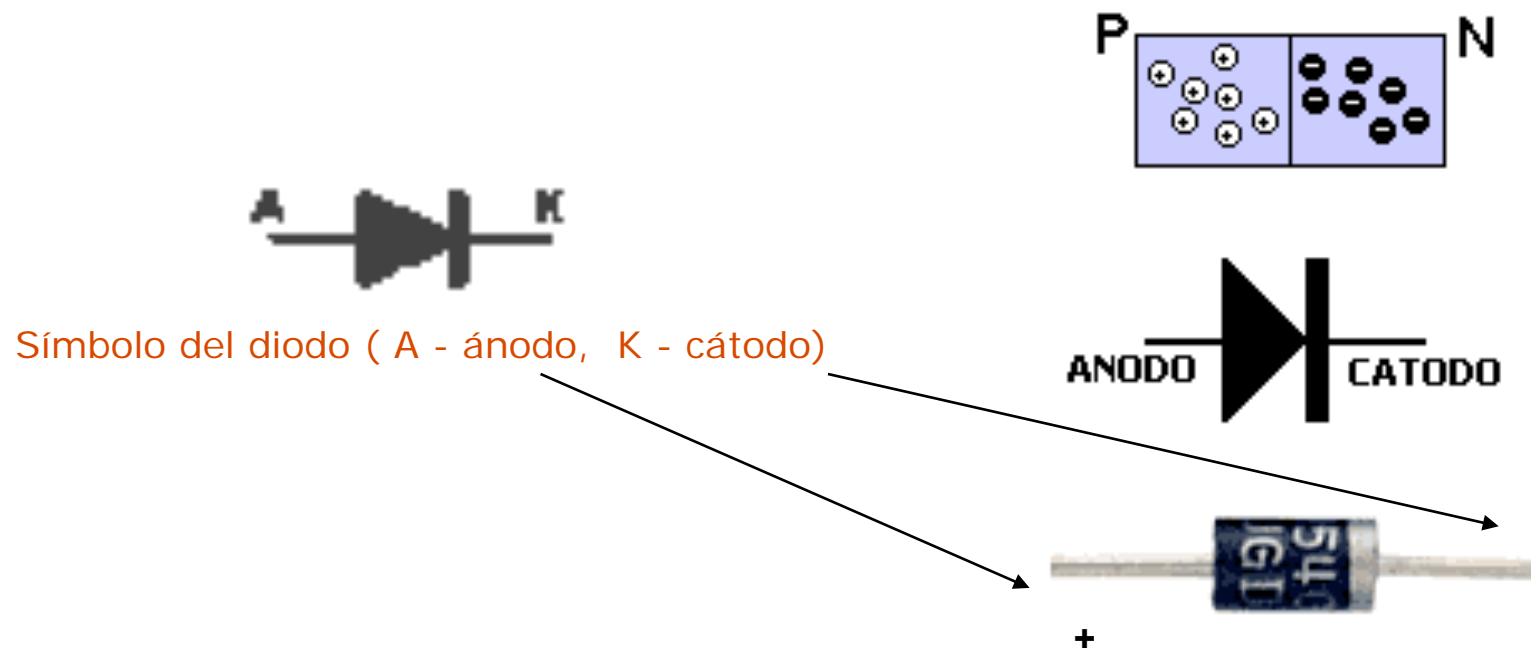 P N
A K
Símbolo del diodo ( A - ánodo, K - cátodo)
ANODO CATODO
+